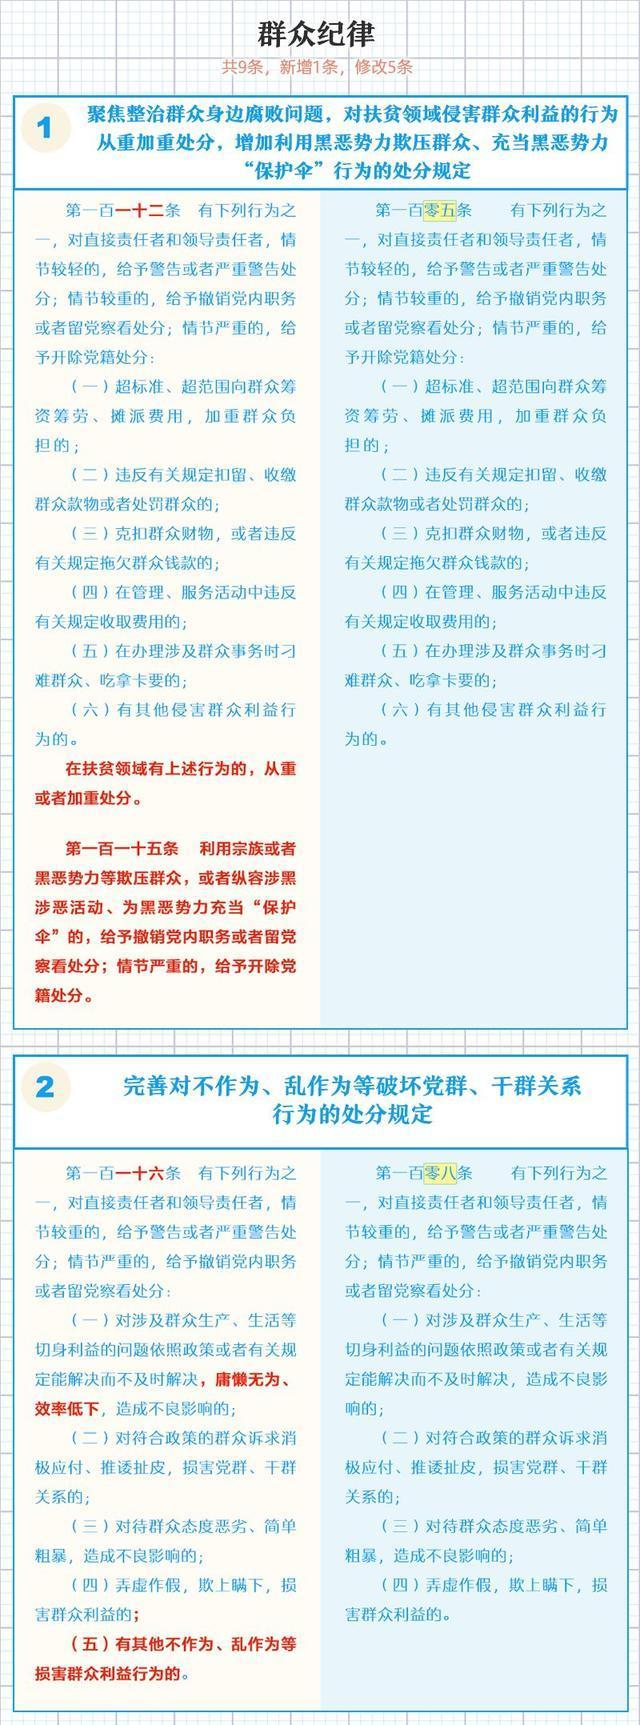 群众纪律
共9条，新增1条，修改5条
1
聚焦整治群众身边腐败问题，对扶贫领域侵害群众利益的行为
从重加重处分，增加利用黑恶势力欺压群众、充当黑恶势力
“保护伞”行为的处分规定
第一百一十二条　有下列行为之
一，对直接责任者和领导责任者，情
节较轻的，给予警告或者严重警告处
分；情节较重的，给予撤销党内职务
或者留党察看处分；情节严重的，给
予开除党籍处分：
（一）超标准、超范围向群众筹
资筹劳、摊派费用，加重群众负
担的；
（二）违反有关规定扣留、收缴
群众款物或者处罚群众的；
（三）克扣群众财物，或者违反
有关规定拖欠群众钱款的；
（四）在管理、服务活动中违反
有关规定收取费用的；
（五）在办理涉及群众事务时刁
难群众、吃拿卡要的；
（六）有其他侵害群众利益行
为的。
在扶贫领域有上述行为的，从重
或者加重处分。
第一百一十五条　利用宗族或者
黑恶势力等欺压群众，或者纵容涉黑
涉恶活动、为黑恶势力充当“保护
伞”的，给予撤销党内职务或者留党
察看处分；情节严重的，给予开除党
籍处分。
第一百零五条　有下列行为之
一，对直接责任者和领导责任者，情
节较轻的，给予警告或者严重警告处
分；情节较重的，给予撤销党内职务
或者留党察看处分；情节严重的，给
予开除党籍处分：
（一）超标准、超范围向群众筹
资筹劳、摊派费用，加重群众负
担的；
（二）违反有关规定扣留、收缴
群众款物或者处罚群众的；
（三）克扣群众财物，或者违反
有关规定拖欠群众钱款的；
（四）在管理、服务活动中违反
有关规定收取费用的；
（五）在办理涉及群众事务时刁
难群众、吃拿卡要的；
（六）有其他侵害群众利益行
为的。
2
完善对不作为、乱作为等破坏党群、干群关系
行为的处分规定
第一百一十六条　有下列行为之
一，对直接责任者和领导责任者，情
节较重的，给予警告或者严重警告处
分；情节严重的，给予撤销党内职务
或者留党察看处分：
（一）对涉及群众生产、生活等
切身利益的问题依照政策或者有关规
定能解决而不及时解决，庸懒无为、
效率低下，造成不良影响的；
（二）对符合政策的群众诉求消
极应付、推诿扯皮，损害党群、干群
关系的；
（三）对待群众态度恶劣、简单
粗暴，造成不良影响的；
（四）弄虚作假，欺上瞒下，损
害群众利益的；
（五）有其他不作为、乱作为等
损害群众利益行为的。
第一百零八条　有下列行为之
一，对直接责任者和领导责任者，情
节较重的，给予警告或者严重警告处
分；情节严重的，给予撤销党内职务
或者留党察看处分：
（一）对涉及群众生产、生活等
切身利益的问题依照政策或者有关规
定能解决而不及时解决，造成不良影
响的；
（二）对符合政策的群众诉求消
极应付、推诿扯皮，损害党群、干群
关系的；
（三）对待群众态度恶劣、简单
粗暴，造成不良影响的；
（四）弄虚作假，欺上瞒下，损
害群众利益的。